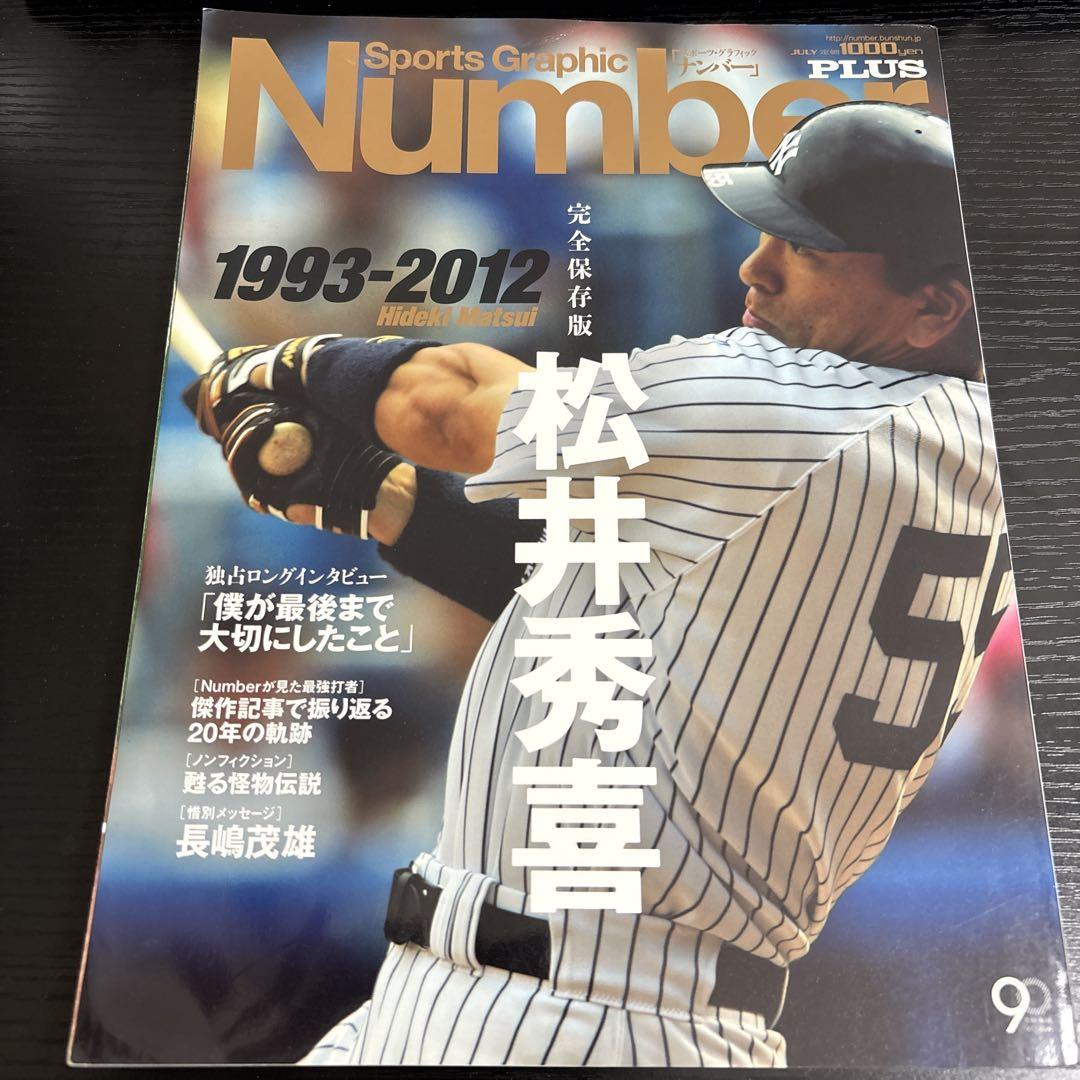 http://number.bunshun.jp
JULY 定価1000yen
PLUS
Sports Graphic
Number
「スポーツ・グラフィック
ナンバー」
完全保存版
1993-2012
Hideki Matsui
松井秀喜
独占ロングインタビュー
「僕が最後まで
大切にしたこと」
[Numberが見た最強打者]
傑作記事で振り返る
20年の軌跡
[ノンフィクション]
甦る怪物伝説
[惜別メッセージ]
長嶋茂雄
NY
55
5
90